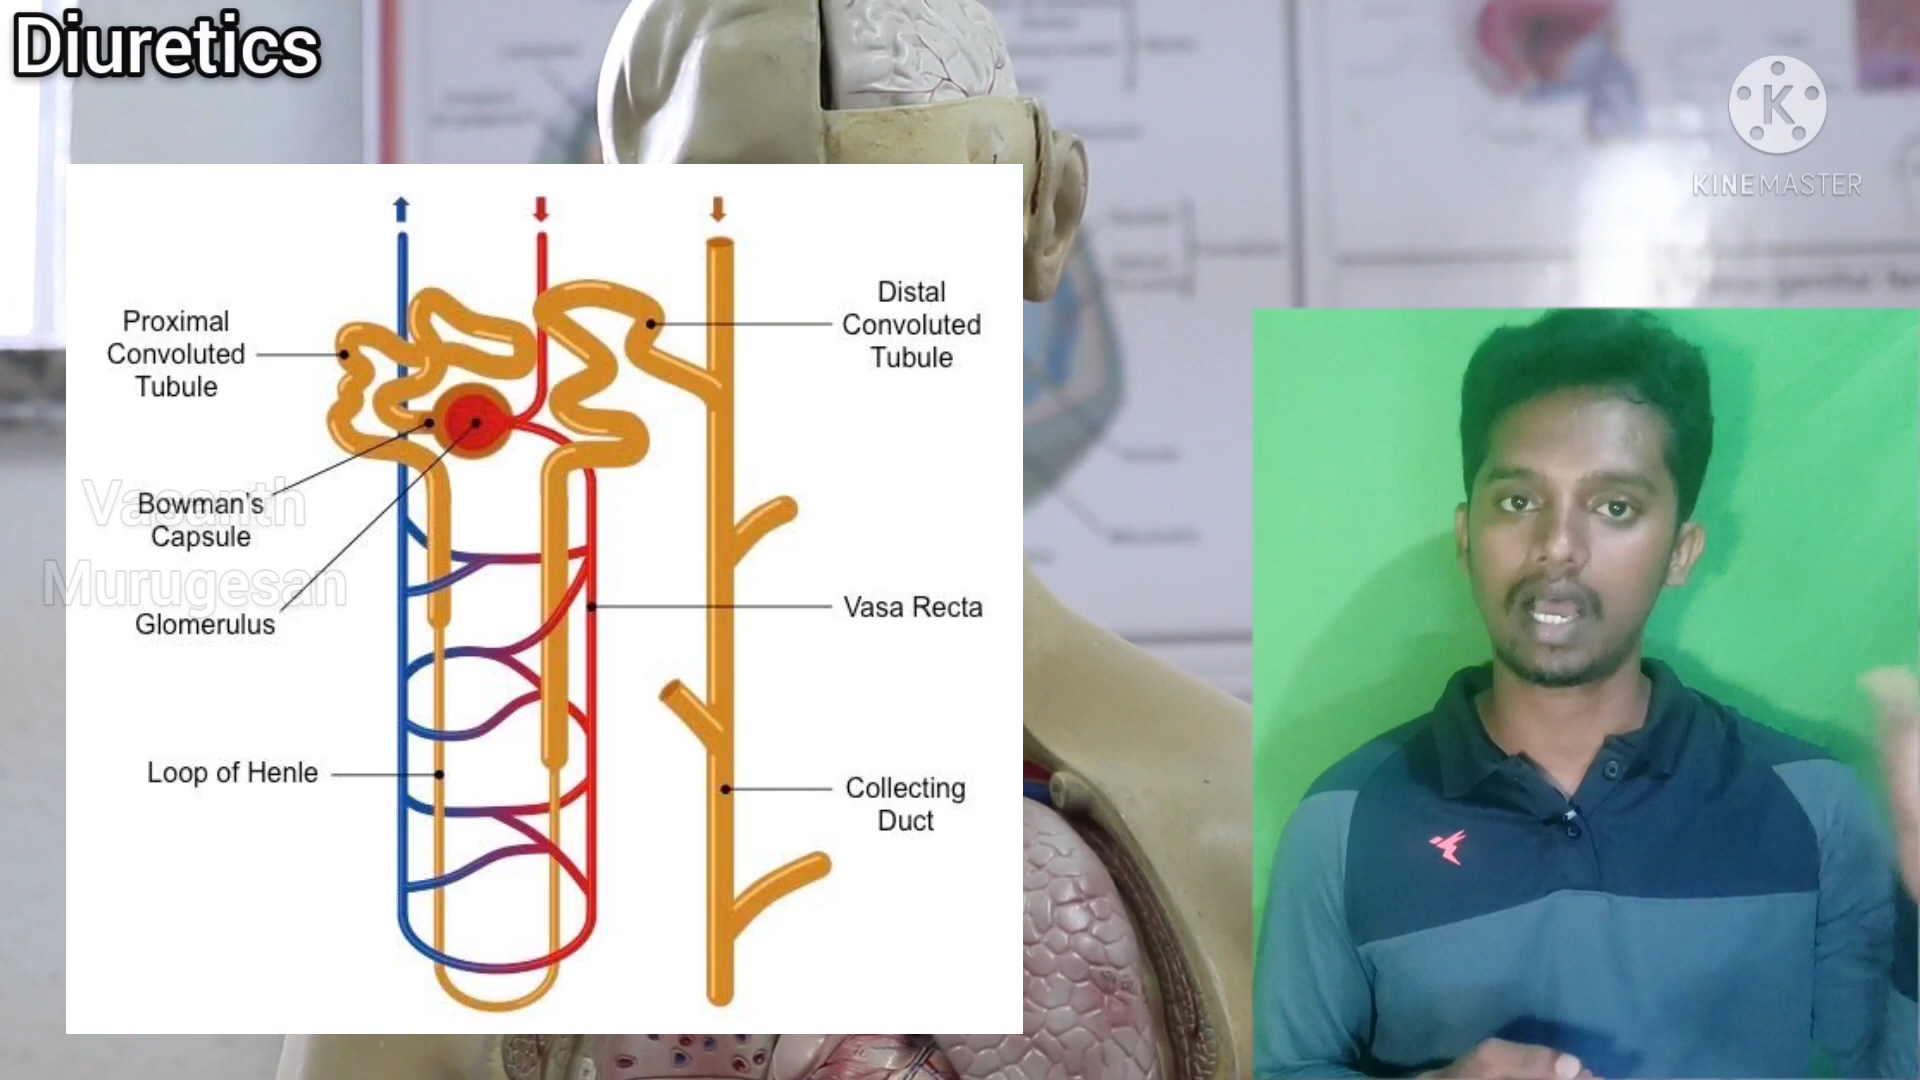 Diuretics
KINEMASTER
Proximal
Convoluted
Tubule
Distal
Convoluted
Tubule
Bowman's
Capsule
Vasanth
Murugesan
Glomerulus
Vasa Recta
Loop of Henle
Collecting
Duct